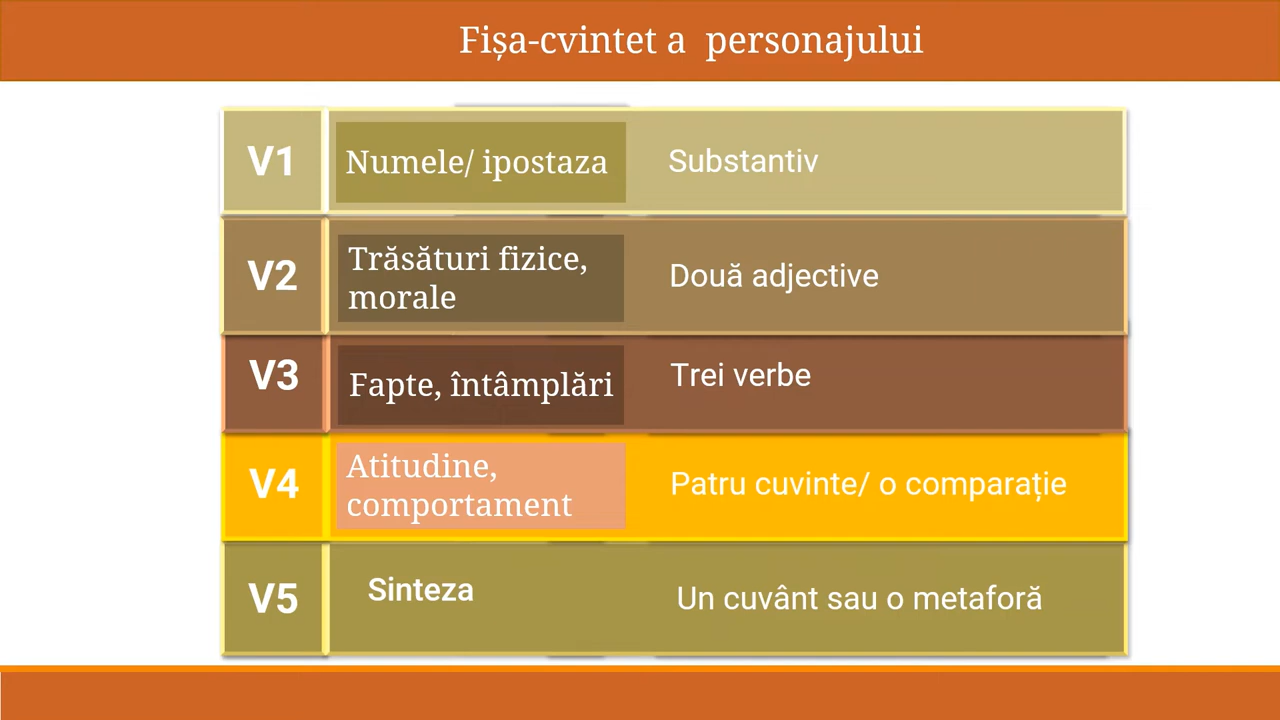 Fișa-cvintet a personajului
V1 Numele/ ipostaza Substantiv
V2 Trăsături fizice, morale Două adjective
V3 Fapte, întâmplări Trei verbe
V4 Atitudine, comportament Patru cuvinte/ o comparație
V5 Sinteza Un cuvânt sau o metaforă